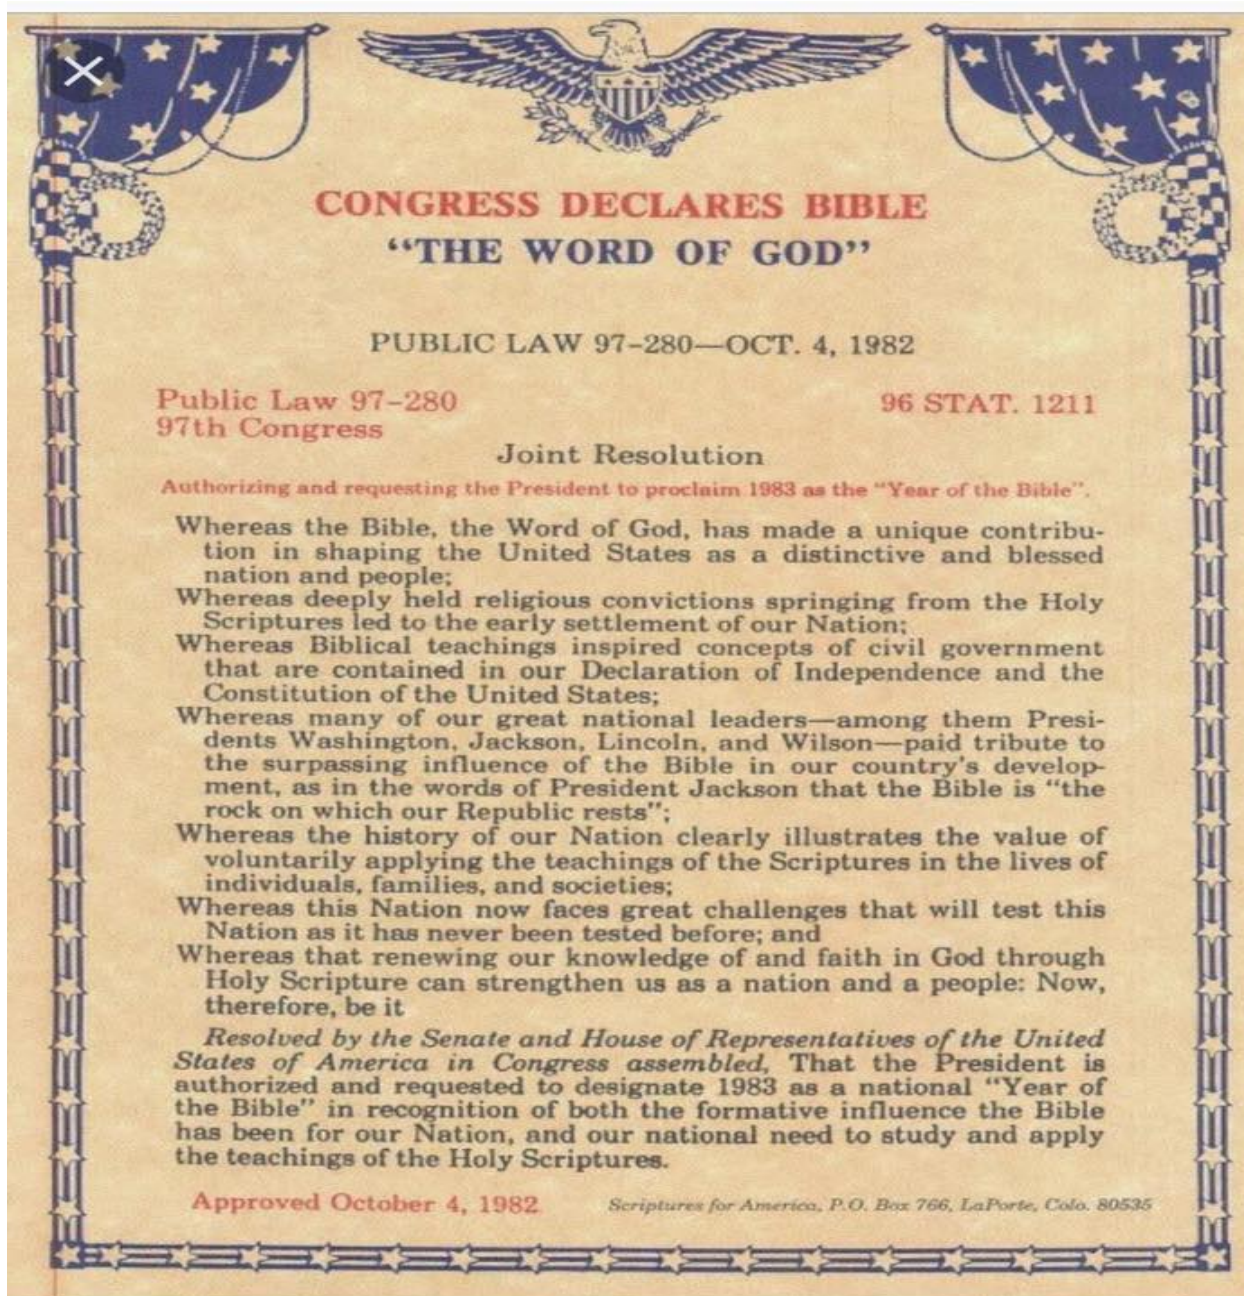 CONGRESS DECLARES BIBLE
“THE WORD OF GOD”
PUBLIC LAW 97–280—OCT. 4, 1982
Public Law 97–280 96 STAT. 1211
97th Congress
Joint Resolution
Authorizing and requesting the President to proclaim 1983 as the “Year of the Bible”.
Whereas the Bible, the Word of God, has made a unique contribu-
tion in shaping the United States as a distinctive and blessed
nation and people;
Whereas deeply held religious convictions springing from the Holy
Scriptures led to the early settlement of our Nation;
Whereas Biblical teachings inspired concepts of civil government
that are contained in our Declaration of Independence and the
Constitution of the United States;
Whereas many of our great national leaders—among them Presi-
dents Washington, Jackson, Lincoln, and Wilson—paid tribute to
the surpassing influence of the Bible in our country’s develop-
ment, as in the words of President Jackson that the Bible is “the
rock on which our Republic rests”;
Whereas the history of our Nation clearly illustrates the value of
voluntarily applying the teachings of the Scriptures in the lives of
individuals, families, and societies;
Whereas this Nation now faces great challenges that will test this
Nation as it has never been tested before; and
Whereas that renewing our knowledge of and faith in God through
Holy Scripture can strengthen us as a nation and a people: Now,
therefore, be it
Resolved by the Senate and House of Representatives of the United
States of America in Congress assembled, That the President is
authorized and requested to designate 1983 as a national “Year of
the Bible” in recognition of both the formative influence the Bible
has been for our Nation, and our national need to study and apply
the teachings of the Holy Scriptures.
Approved October 4, 1982. Scriptures for America, P.O. Box 766, LaPorte, Colo. 80535